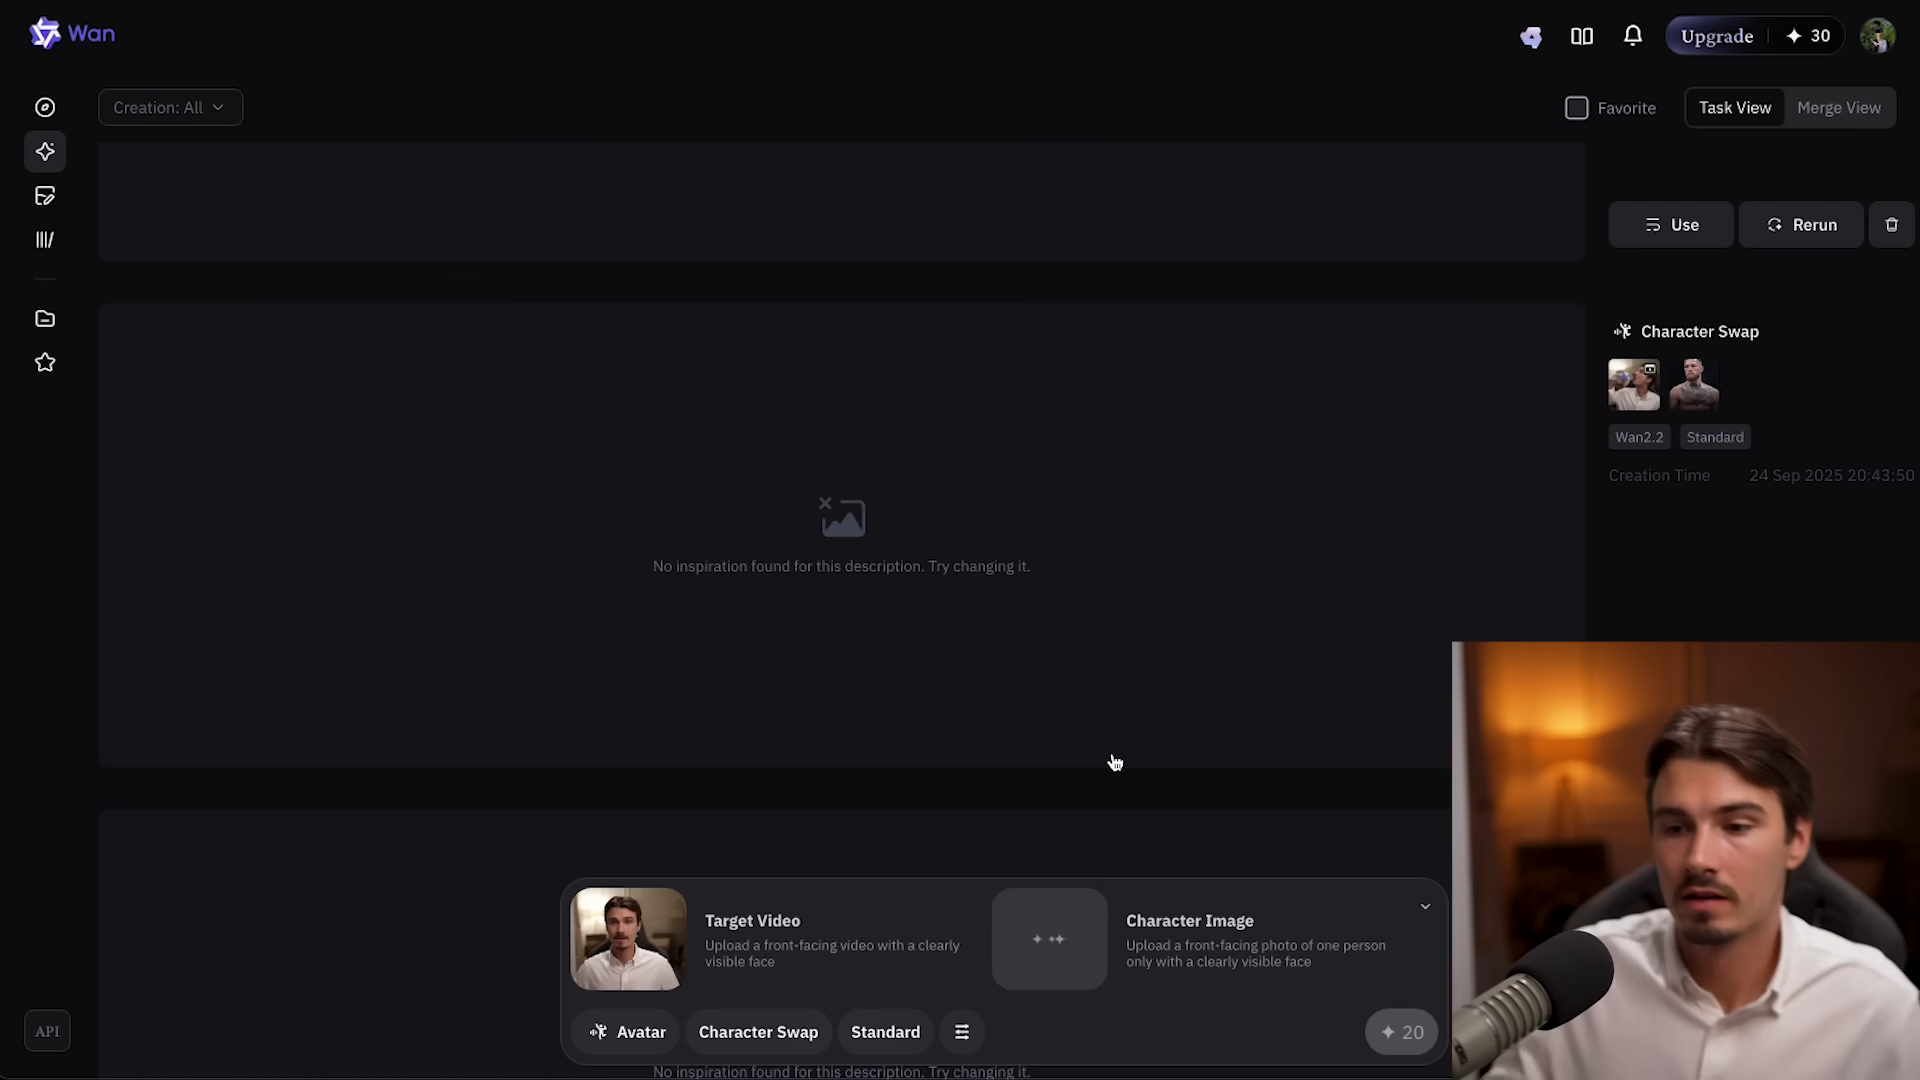 Wan
Upgrade
30
Creation: All
Favorite
Task View
Merge View
Use
Rerun
Character Swap
Wan2.2
Standard
Creation Time
24 Sep 2025 20:43:50
No inspiration found for this description. Try changing it.
Target Video
Upload a front-facing video with a clearly
visible face
Character Image
Upload a front-facing photo of one person
only with a clearly visible face
API
Avatar
Character Swap
Standard
20
No inspiration found for this description. Try changing it.